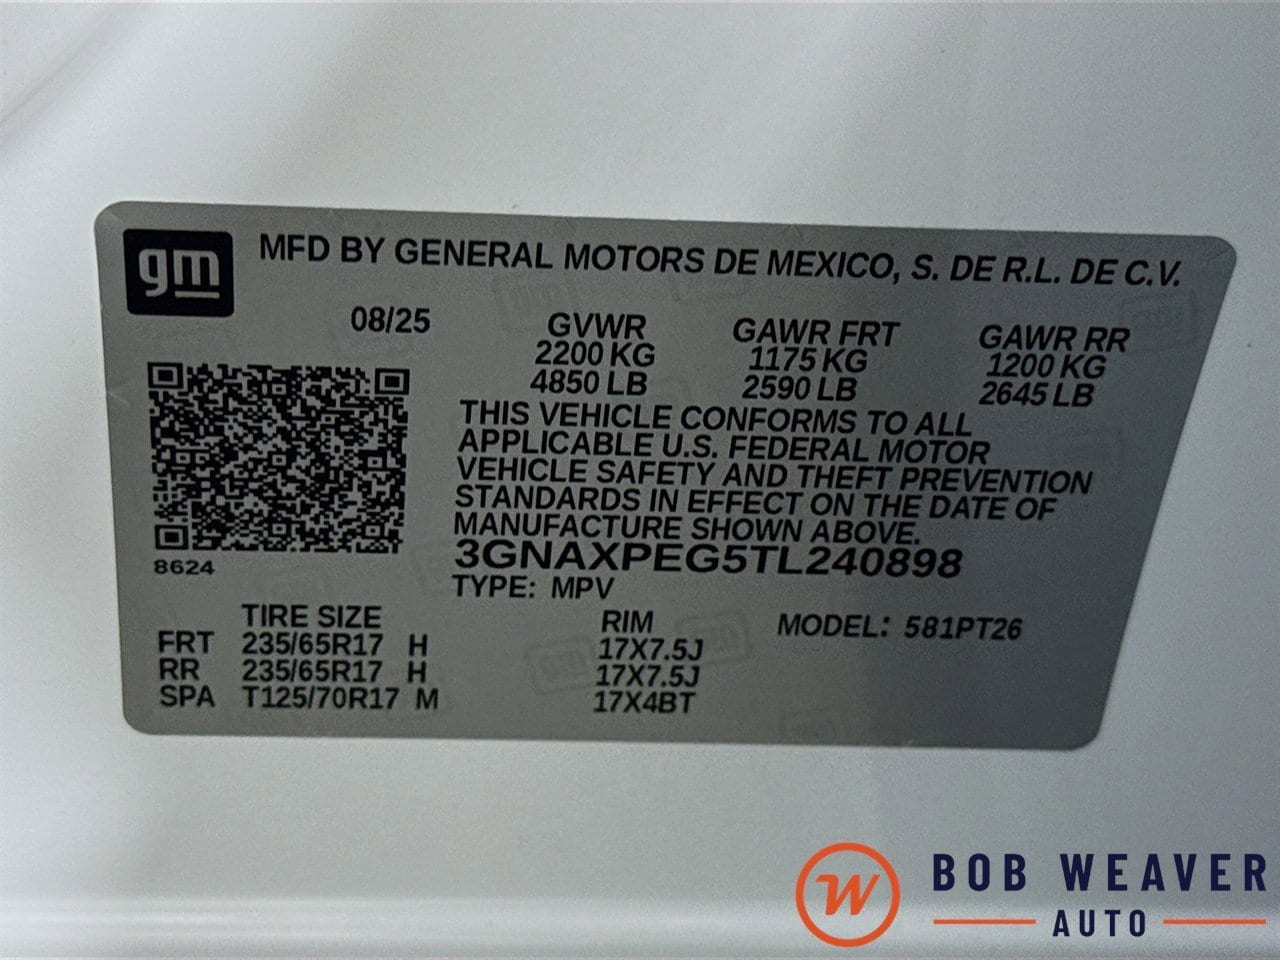 gm
MFD BY GENERAL MOTORS DE MEXICO, S. DE R.L. DE C.V.
08/25
GVWR GAWR FRT GAWR RR
2200 KG 1175 KG 1200 KG
4850 LB 2590 LB 2645 LB
THIS VEHICLE CONFORMS TO ALL
APPLICABLE U.S. FEDERAL MOTOR
VEHICLE SAFETY AND THEFT PREVENTION
STANDARDS IN EFFECT ON THE DATE OF
MANUFACTURE SHOWN ABOVE.
3GNAXPEG5TL240898
8624
TYPE: MPV
TIRE SIZE RIM MODEL: 581PT26
FRT 235/65R17 H 17X7.5J
RR 235/65R17 H 17X7.5J
SPA T125/70R17 M 17X4BT
W BOB WEAVER
AUTO